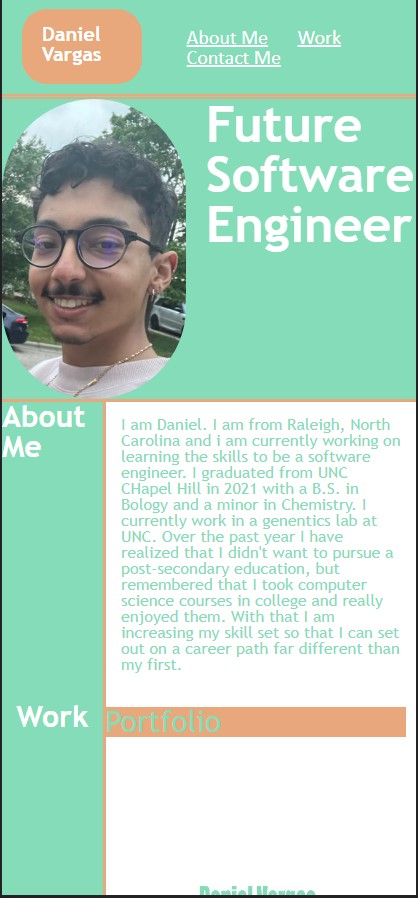 Daniel
Vargas
About Me Work
Contact Me
Future
Software
Engineer
About
Me
I am Daniel. I am from Raleigh, North
Carolina and i am currently working on
learning the skills to be a software
engineer. I graduated from UNC
CHapel Hill in 2021 with a B.S. in
Bology and a minor in Chemistry. I
currently work in a genentics lab at
UNC. Over the past year I have
realized that I didn't want to pursue a
post-secondary education, but
remembered that I took computer
science courses in college and really
enjoyed them. With that I am
increasing my skill set so that I can set
out on a career path far different than
my first.
Work
Portfolio
Daniel Vargas